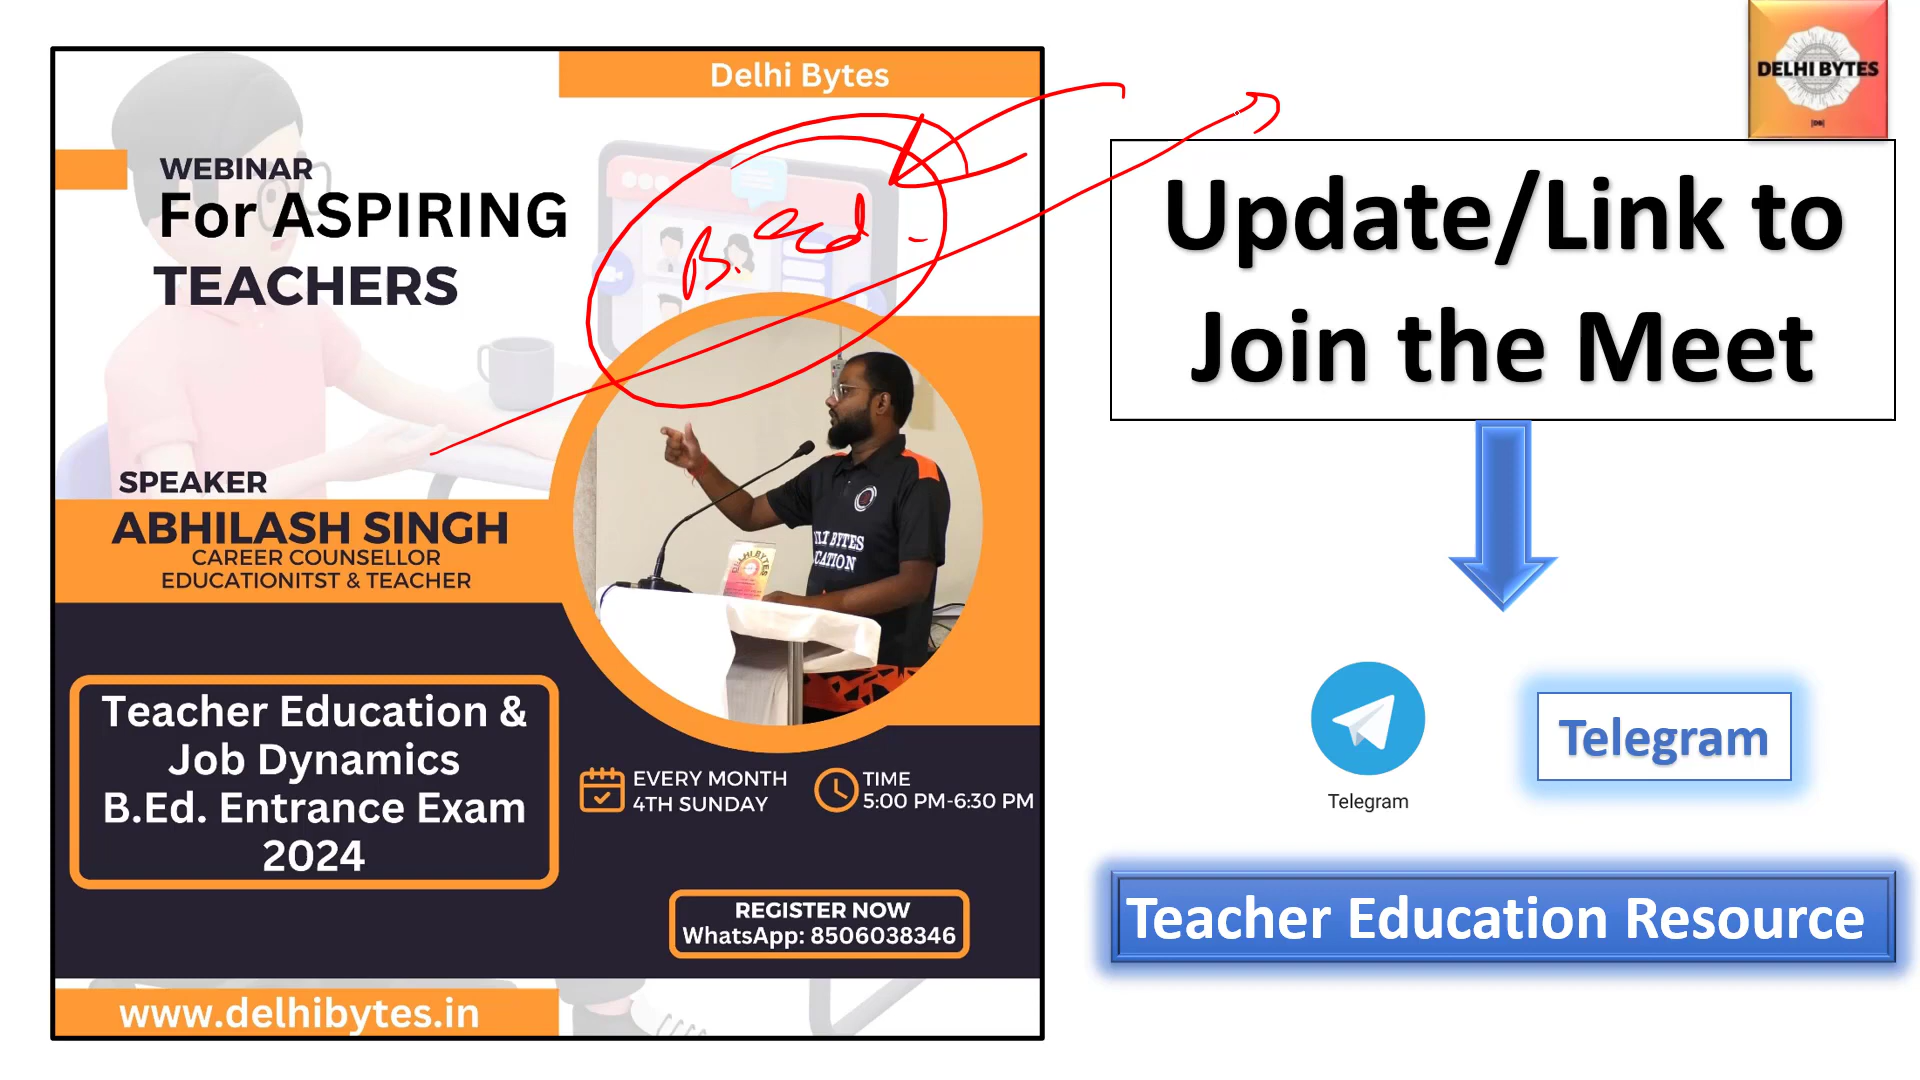 Delhi Bytes
WEBINAR
For ASPIRING
TEACHERS
B. ed
SPEAKER
ABHILASH SINGH
CAREER COUNSELLOR
EDUCATIONITST & TEACHER
DELHI BYTES
Teacher Education &
Job Dynamics
B.Ed. Entrance Exam
2024
EVERY MONTH
4TH SUNDAY
TIME
5:00 PM-6:30 PM
REGISTER NOW
WhatsApp: 8506038346
www.delhibytes.in
DELHI BYTES
Update/Link to
Join the Meet
Telegram
Telegram
Teacher Education Resource